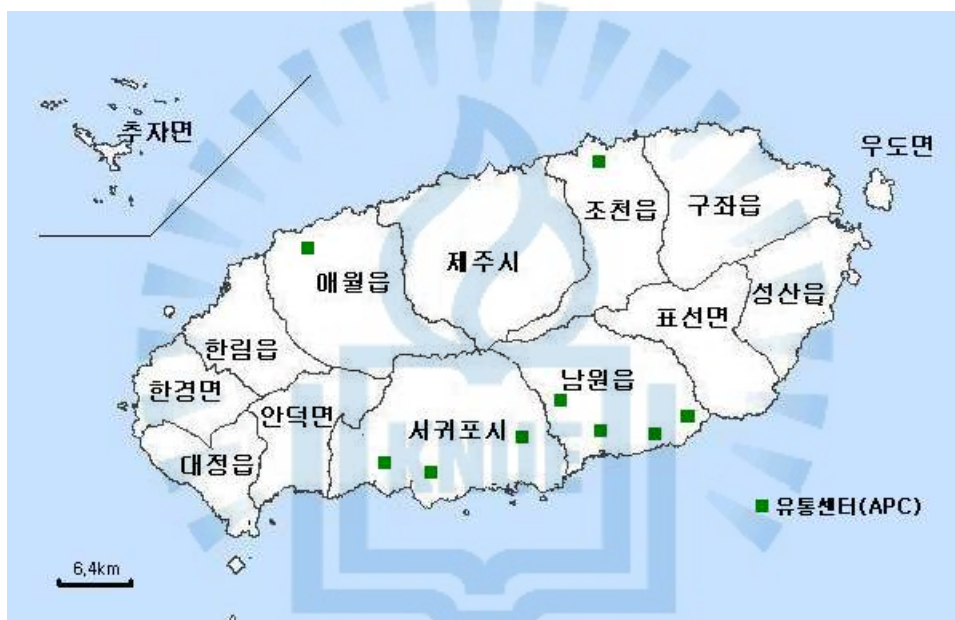 추자면
우도면
구좌읍
조천읍
제주시
애월읍
성산읍
표선면
한림읍
남원읍
한경면
안덕면
서귀포시
대정읍
유통센터(APC)
6,4km
KNUE